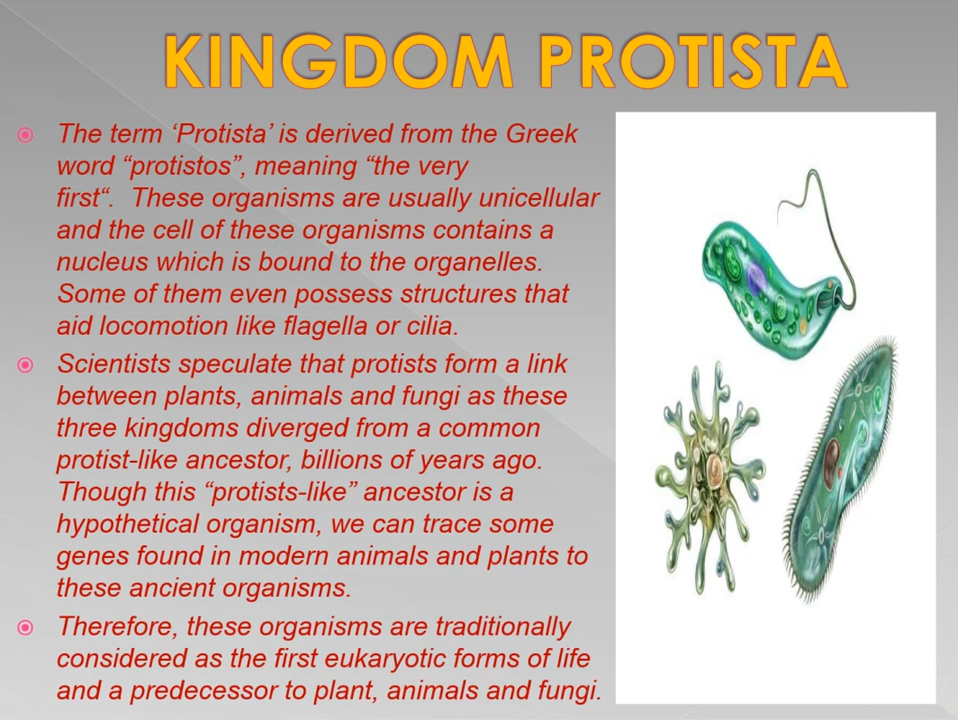 KINGDOM PROTISTA
The term ‘Protista’ is derived from the Greek
word “protistos”, meaning “the very
first“.  These organisms are usually unicellular
and the cell of these organisms contains a
nucleus which is bound to the organelles.
Some of them even possess structures that
aid locomotion like flagella or cilia.
Scientists speculate that protists form a link
between plants, animals and fungi as these
three kingdoms diverged from a common
protist-like ancestor, billions of years ago.
Though this “protists-like” ancestor is a
hypothetical organism, we can trace some
genes found in modern animals and plants to
these ancient organisms.
Therefore, these organisms are traditionally
considered as the first eukaryotic forms of life
and a predecessor to plant, animals and fungi.